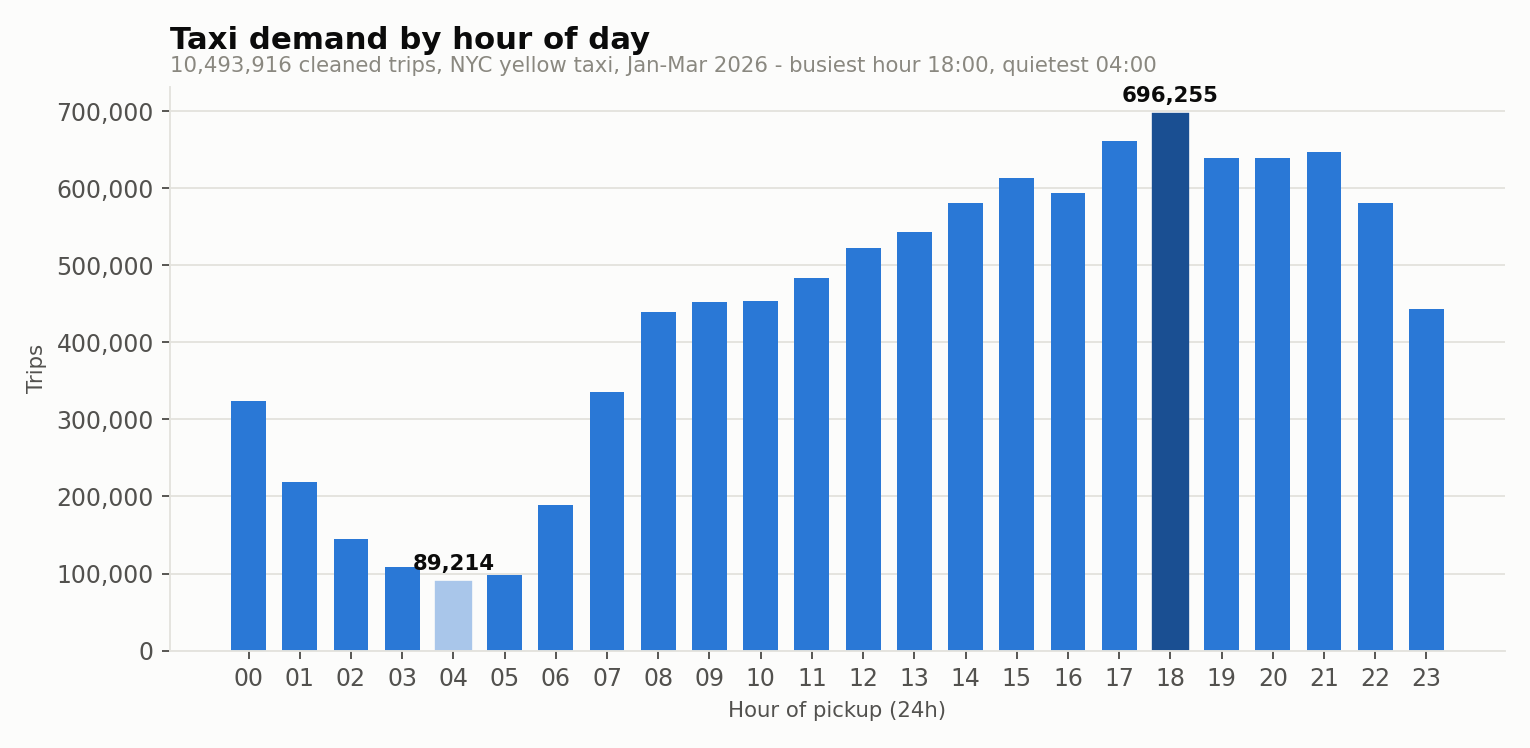 Taxi demand by hour of day
10,493,916 cleaned trips, NYC yellow taxi, Jan-Mar 2026 - busiest hour 18:00, quietest 04:00
696,255
700,000
600,000
500,000
400,000
Trips
300,000
200,000
89,214
100,000
0
00 01 02 03 04 05 06 07 08 09 10 11 12 13 14 15 16 17 18 19 20 21 22 23
Hour of pickup (24h)